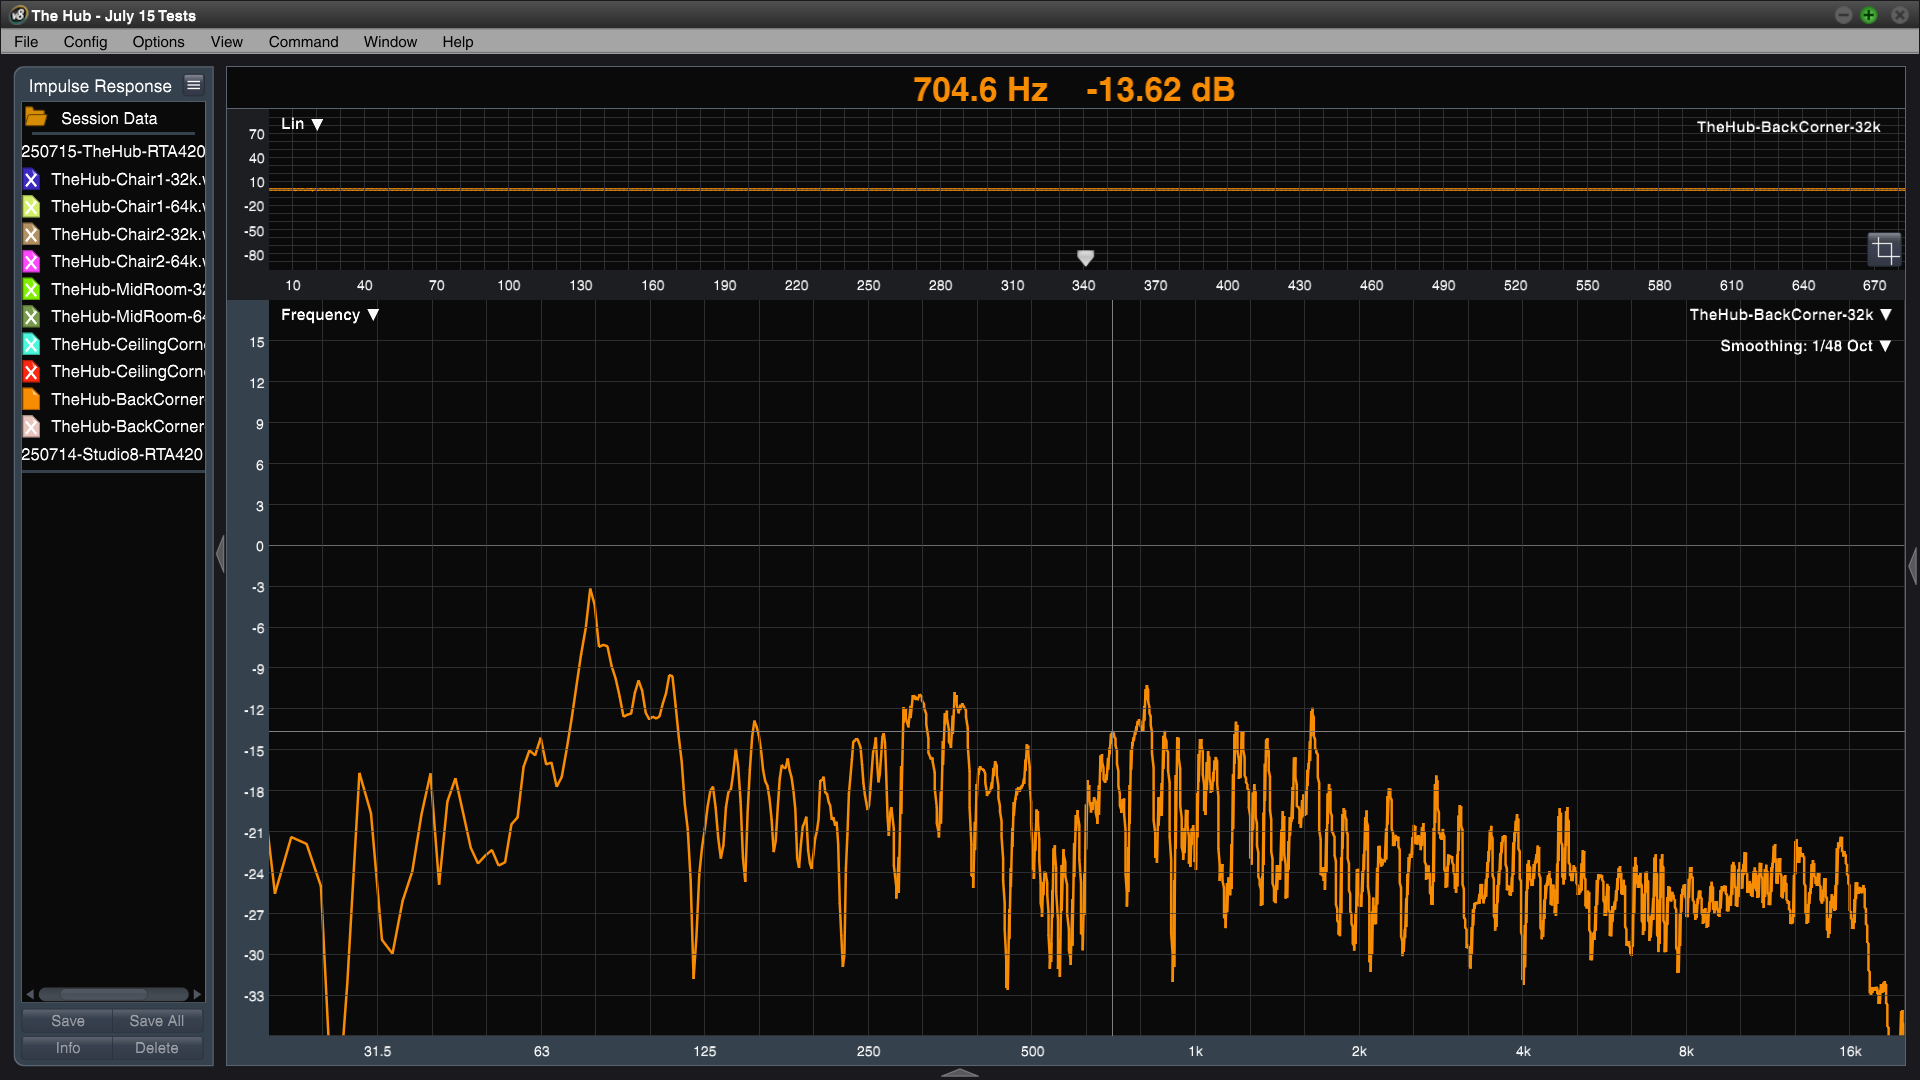 The Hub - July 15 Tests
File Config Options View Command Window Help
Impulse Response
Session Data
250715-TheHub-RTA420
TheHub-Chair1-32k.
TheHub-Chair1-64k.
TheHub-Chair2-32k.
TheHub-Chair2-64k.
TheHub-MidRoom-32
TheHub-MidRoom-64
TheHub-CeilingCorn
TheHub-CeilingCorn
TheHub-BackCorner
TheHub-BackCorner
250714-Studio8-RTA420
Save Save All
Info Delete
704.6 Hz -13.62 dB
Lin ▼
TheHub-BackCorner-32k
70
40
10
-20
-50
-80
10 40 70 100 130 160 190 220 250 280 310 340 370 400 430 460 490 520 550 580 610 640 670
Frequency ▼
TheHub-BackCorner-32k ▼
Smoothing: 1/48 Oct ▼
15
12
9
6
3
0
-3
-6
-9
-12
-15
-18
-21
-24
-27
-30
-33
31.5 63 125 250 500 1k 2k 4k 8k 16k